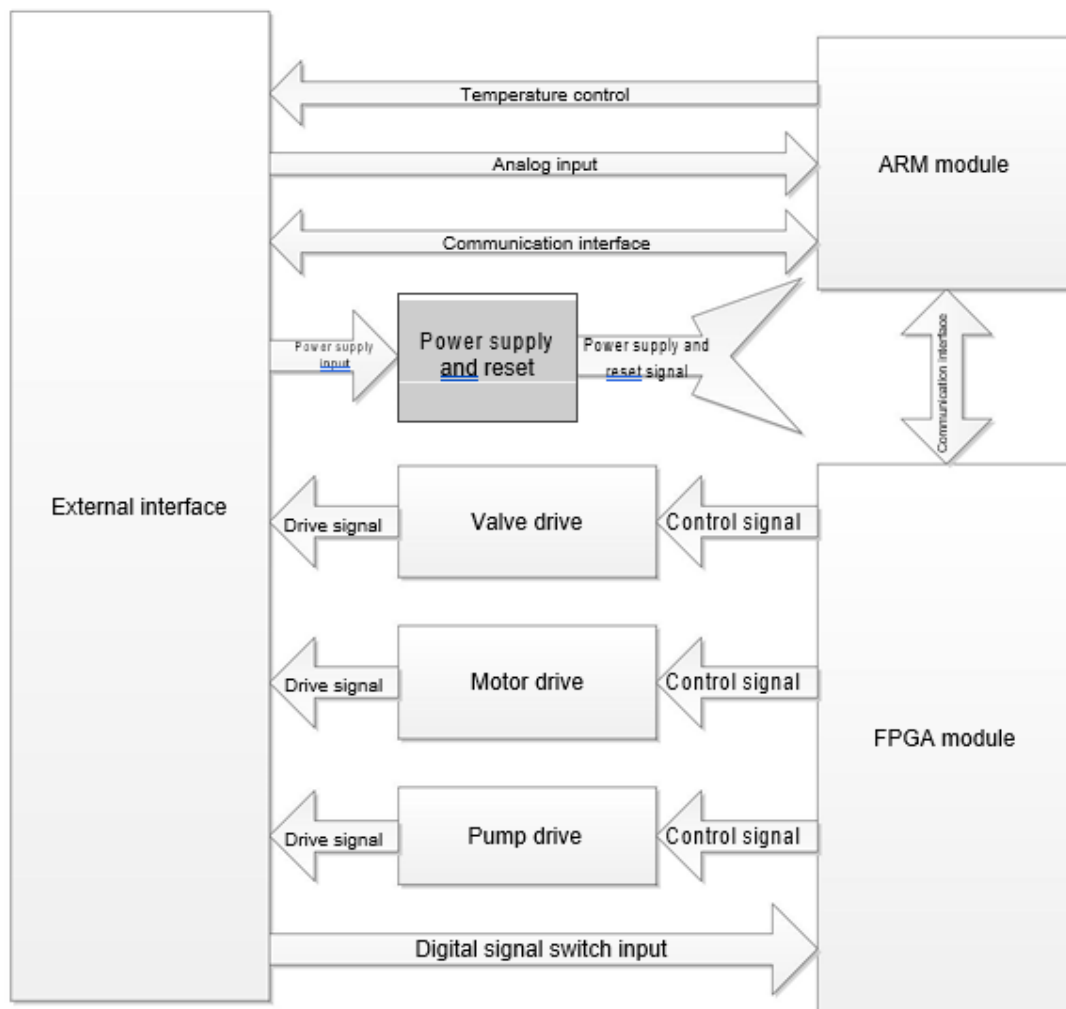 Temperature control
Analog input
ARM module
Communication interface
Power supply
input
Power supply
and reset
Power supply and
reset signal
Communication interface
External interface
Drive signal
Valve drive
Control signal
Drive signal
Motor drive
Control signal
FPGA module
Drive signal
Pump drive
Control signal
Digital signal switch input